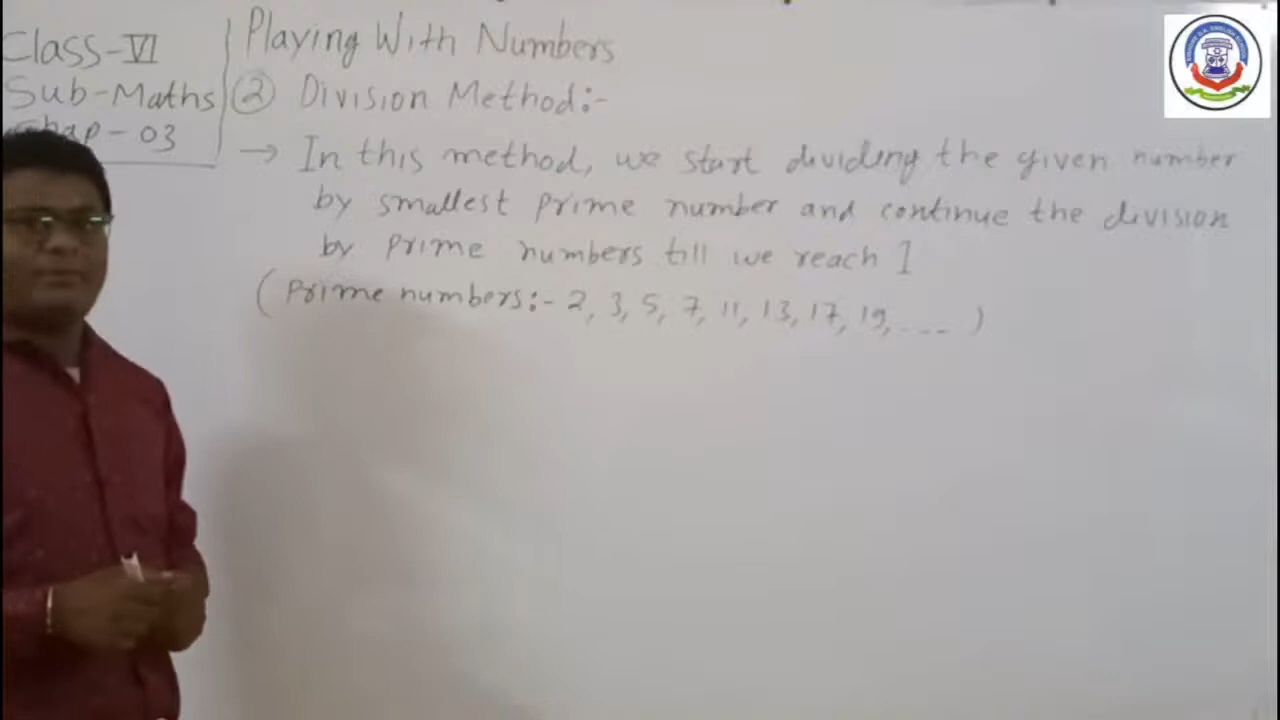 Class-VI
Sub-Maths
Chap-03
Playing With Numbers
② Division Method:-
→ In this method, we start dividing the given number
by smallest prime number and continue the division
by prime numbers till we reach 1
(Prime numbers:- 2, 3, 5, 7, 11, 13, 17, 19, .... )